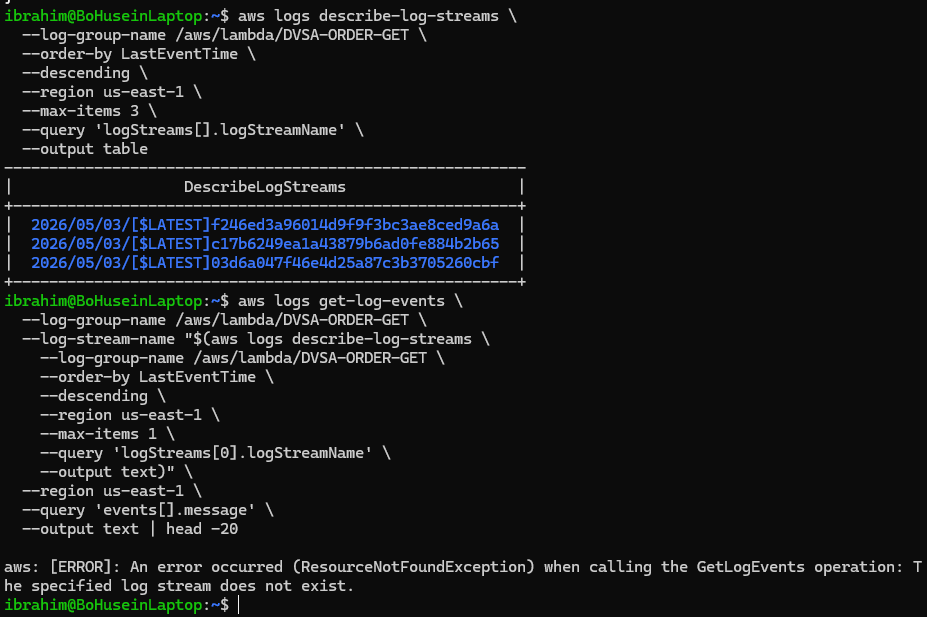 ibrahim@BoHuseinLaptop:~$ aws logs describe-log-streams \
  --log-group-name /aws/lambda/DVSA-ORDER-GET \
  --order-by LastEventTime \
  --descending \
  --region us-east-1 \
  --max-items 3 \
  --query 'logStreams[].logStreamName' \
  --output table
----------------------------------------------------------
|                   DescribeLogStreams                   |
+--------------------------------------------------------+
|  2026/05/03/[$LATEST]f246ed3a96014d9f9f3bc3ae8ced9a6a  |
|  2026/05/03/[$LATEST]c17b6249ea1a43879b6ad0fe884b2b65  |
|  2026/05/03/[$LATEST]03d6a047f46e4d25a87c3b3705260cbf  |
+--------------------------------------------------------+
ibrahim@BoHuseinLaptop:~$ aws logs get-log-events \
  --log-group-name /aws/lambda/DVSA-ORDER-GET \
  --log-stream-name "$(aws logs describe-log-streams \
    --log-group-name /aws/lambda/DVSA-ORDER-GET \
    --order-by LastEventTime \
    --descending \
    --region us-east-1 \
    --max-items 1 \
    --query 'logStreams[0].logStreamName' \
    --output text)" \
  --region us-east-1 \
  --query 'events[].message' \
  --output text | head -20

aws: [ERROR]: An error occurred (ResourceNotFoundException) when calling the GetLogEvents operation: T
he specified log stream does not exist.
ibrahim@BoHuseinLaptop:~$